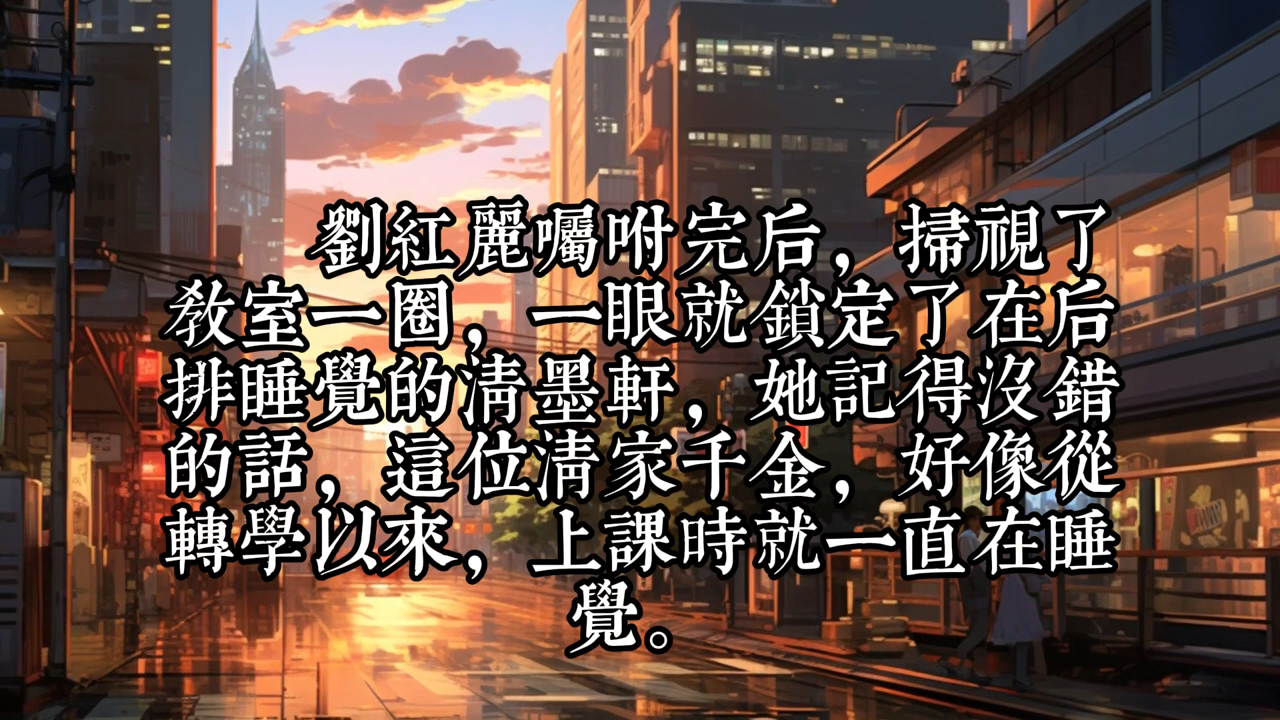 劉紅麗囑咐完后，掃視了
教室一圈，一眼就鎖定了在后
排睡覺的清墨軒，她記得沒錯
的話，這位清家千金，好像從
轉學以來，上課時就一直在睡
覺。